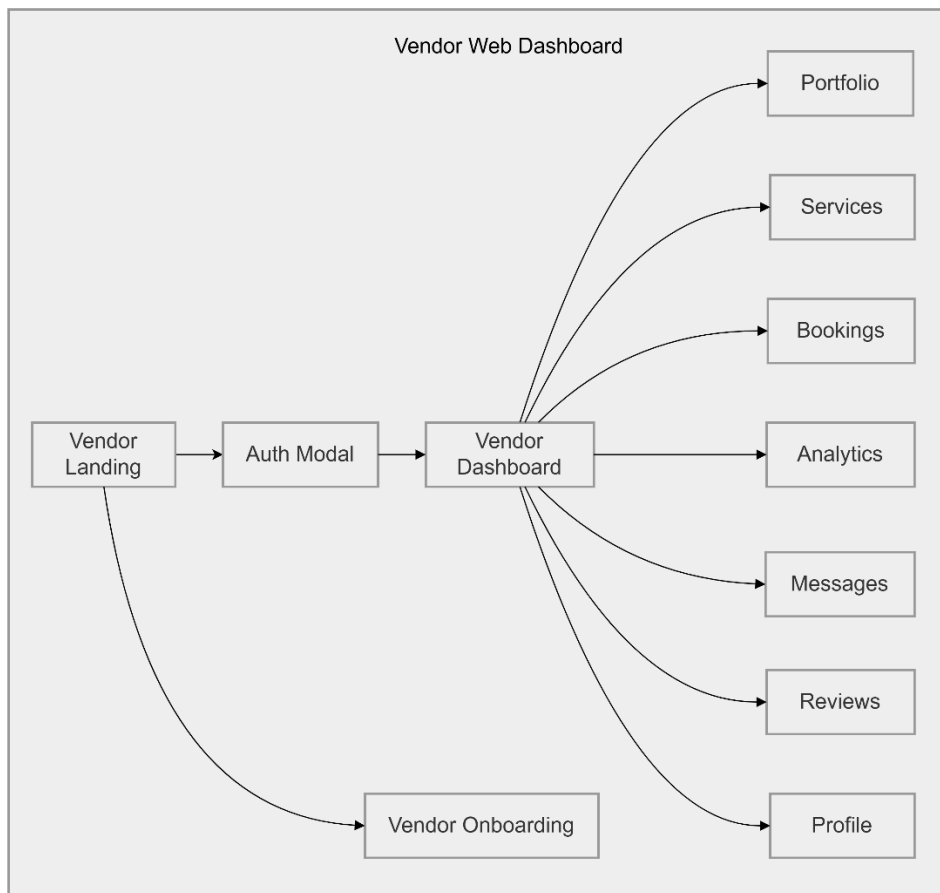 Vendor Web Dashboard
Portfolio
Services
Bookings
Vendor
Landing
Auth Modal
Vendor
Dashboard
Analytics
Messages
Reviews
Vendor Onboarding
Profile